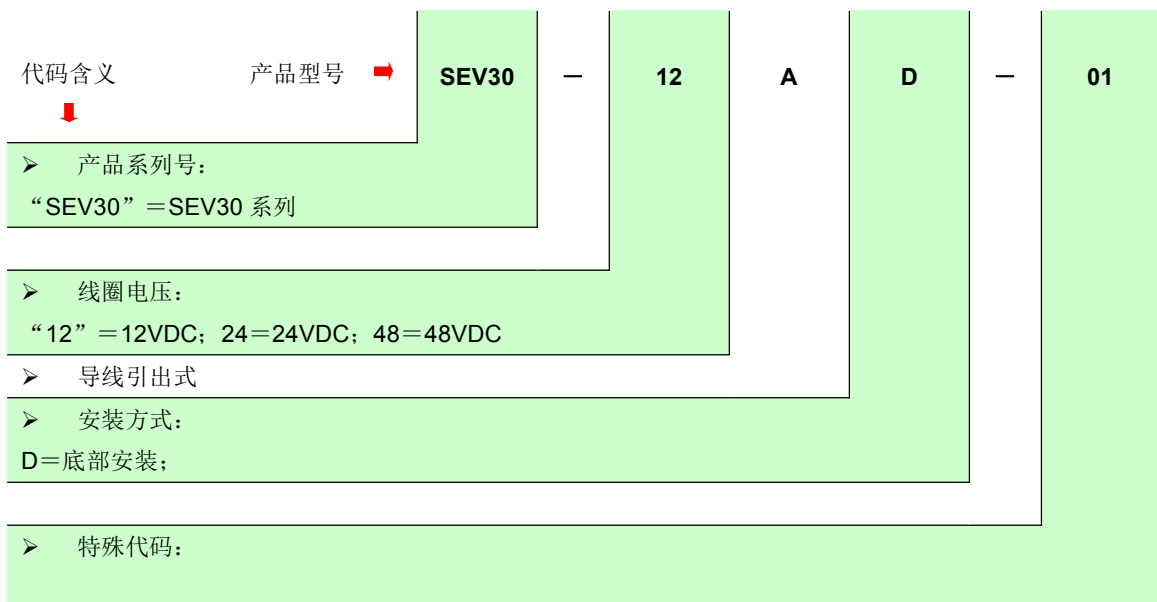 代码含义 产品型号 SEV30 － 12 A D － 01
➢ 产品系列号：
“SEV30”＝SEV30 系列
➢ 线圈电压：
“12”＝12VDC；24＝24VDC；48＝48VDC
➢ 导线引出式
➢ 安装方式：
D＝底部安装；
➢ 特殊代码：